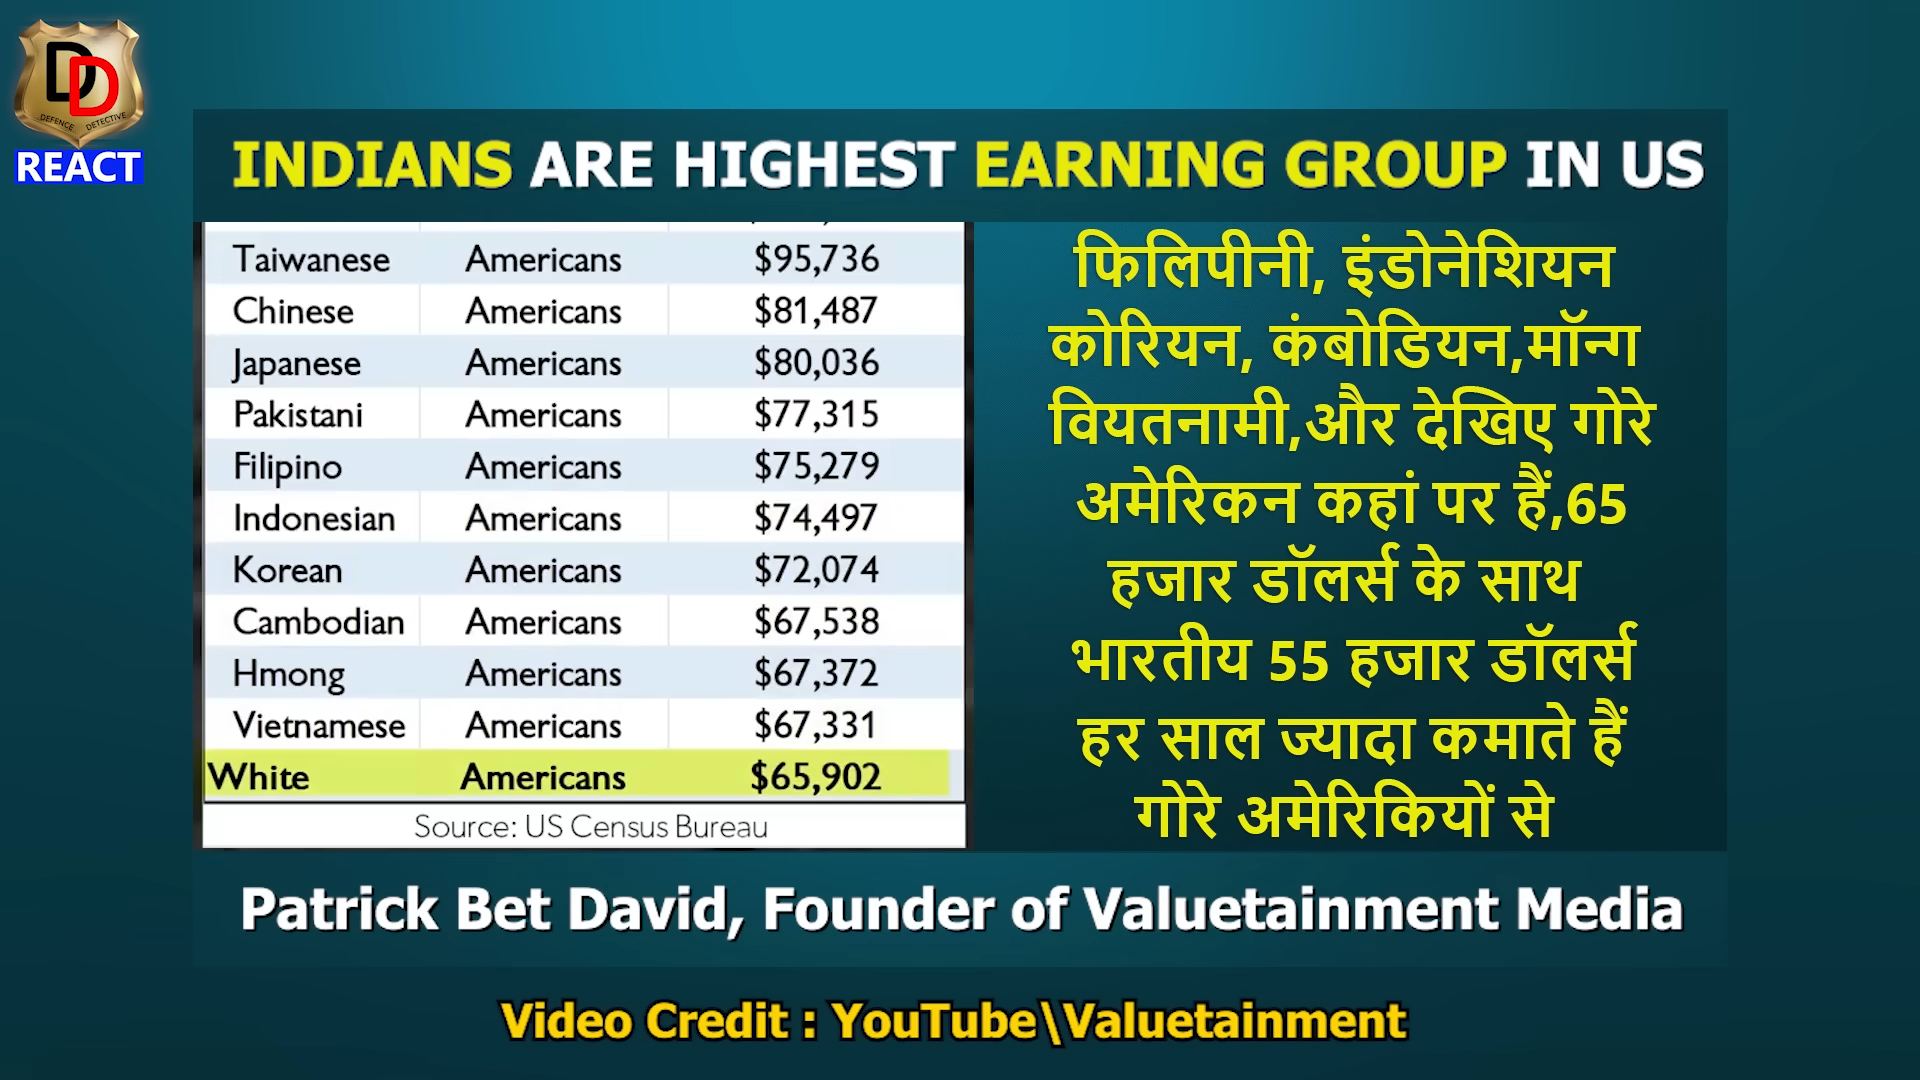 DD
DEFENCE DETECTIVE
REACT
INDIANS ARE HIGHEST EARNING GROUP IN US
Taiwanese Americans $95,736
Chinese Americans $81,487
Japanese Americans $80,036
Pakistani Americans $77,315
Filipino Americans $75,279
Indonesian Americans $74,497
Korean Americans $72,074
Cambodian Americans $67,538
Hmong Americans $67,372
Vietnamese Americans $67,331
White Americans $65,902
Source: US Census Bureau
फिलिपीनी, इंडोनेशियन
कोरियन, कंबोडियन,मॉन्ग
वियतनामी,और देखिए गोरे
अमेरिकन कहां पर हैं,65
हजार डॉलर्स के साथ
भारतीय 55 हजार डॉलर्स
हर साल ज्यादा कमाते हैं
गोरे अमेरिकियों से
Patrick Bet David, Founder of Valuetainment Media
Video Credit : YouTube\Valuetainment